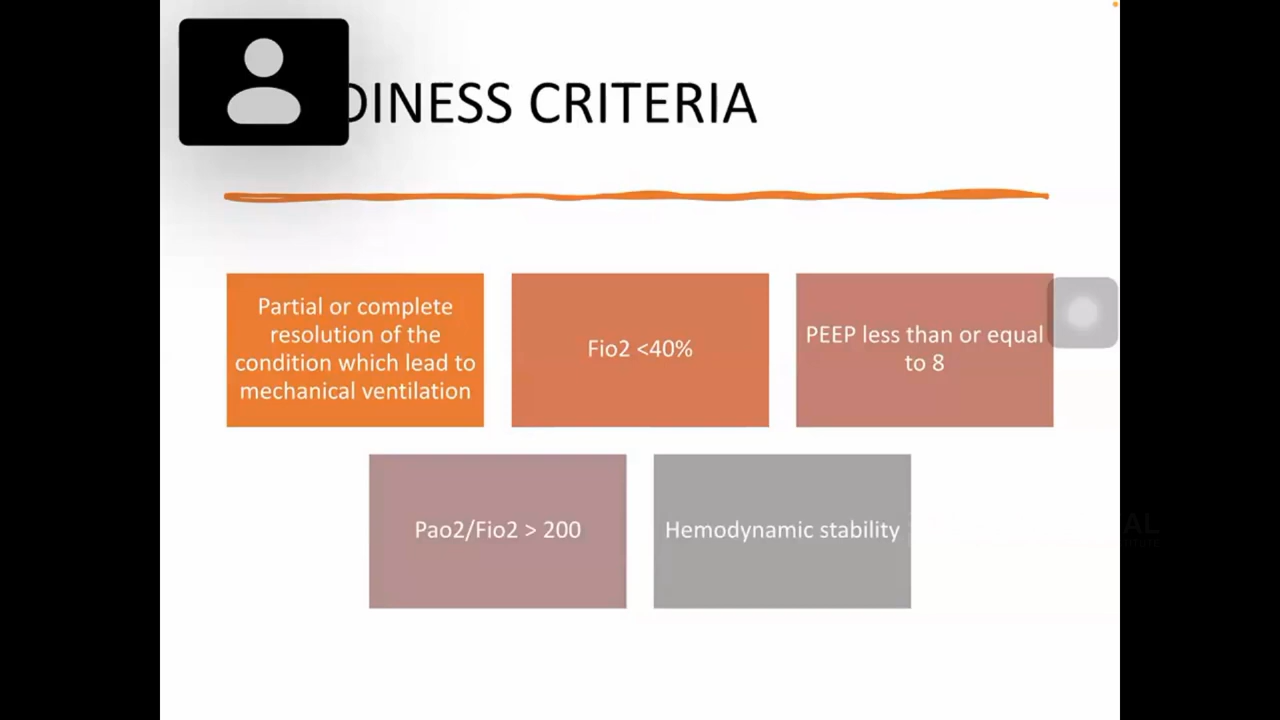 DINESS CRITERIA
Partial or complete
resolution of the
condition which lead to
mechanical ventilation
Fio2 <40%
PEEP less than or equal
to 8
Pao2/Fio2 > 200
Hemodynamic stability
AL